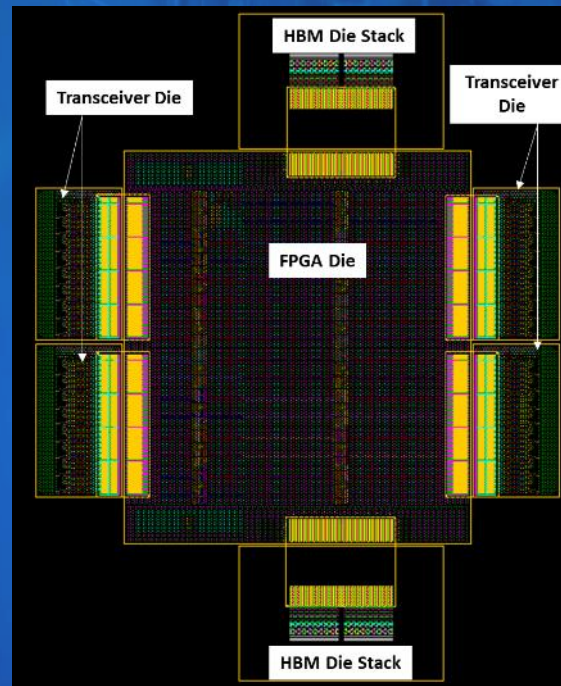 HBM Die Stack
Transceiver Die
Transceiver
Die
FPGA Die
HBM Die Stack